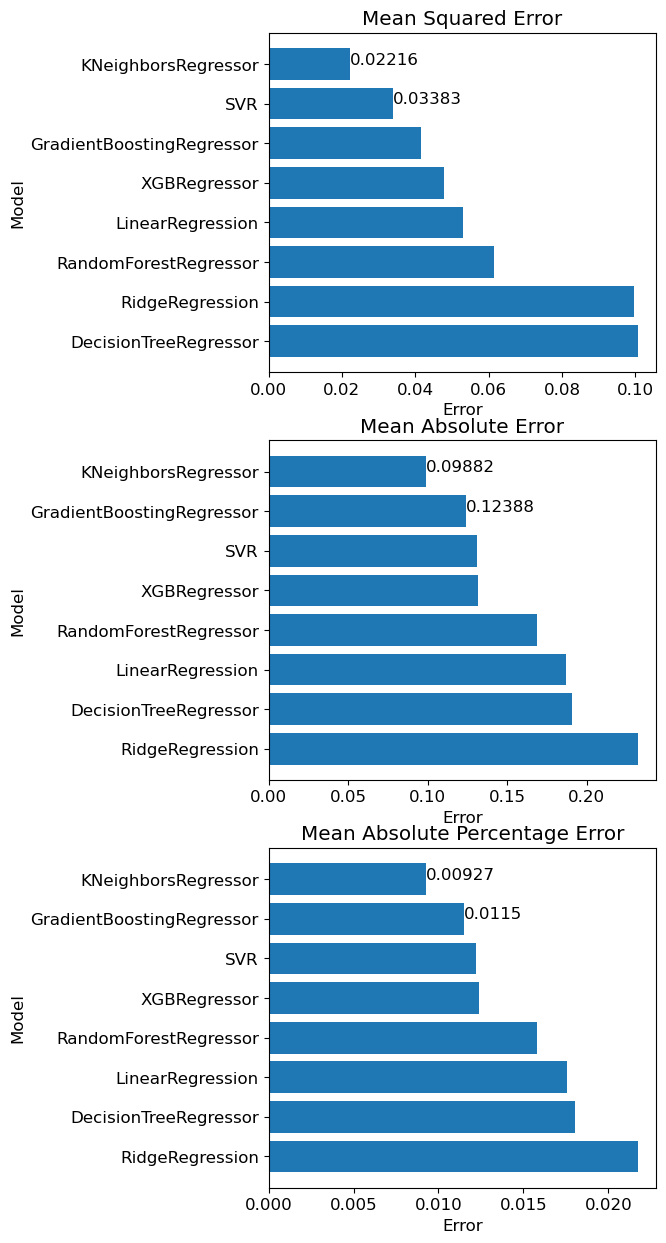 Mean Squared Error
KNeighborsRegressor
0.02216
SVR
0.03383
GradientBoostingRegressor
XGBRegressor
LinearRegression
RandomForestRegressor
RidgeRegression
DecisionTreeRegressor
Model
0.00 0.02 0.04 0.06 0.08 0.10
Error
Mean Absolute Error
KNeighborsRegressor
0.09882
GradientBoostingRegressor
0.12388
SVR
XGBRegressor
RandomForestRegressor
LinearRegression
DecisionTreeRegressor
RidgeRegression
Model
0.00 0.05 0.10 0.15 0.20
Error
Mean Absolute Percentage Error
KNeighborsRegressor
0.00927
GradientBoostingRegressor
0.0115
SVR
XGBRegressor
RandomForestRegressor
LinearRegression
DecisionTreeRegressor
RidgeRegression
Model
0.000 0.005 0.010 0.015 0.020
Error